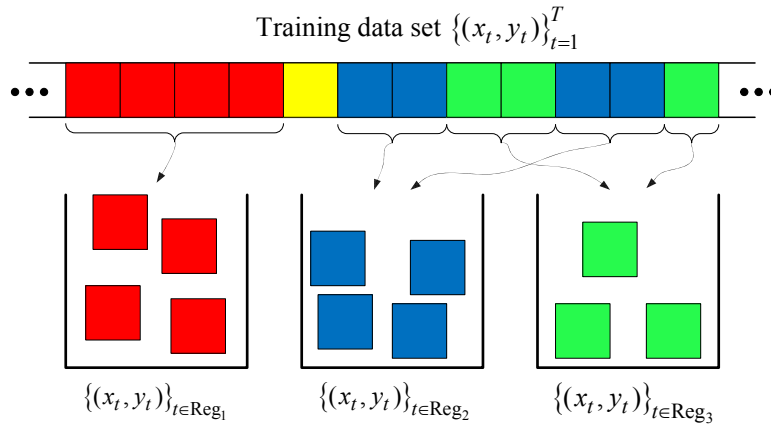 Training data set {(x_t, y_t)}_{t=1}^T
••• •••
{(x_t, y_t)}_{t∈Reg_1} {(x_t, y_t)}_{t∈Reg_2} {(x_t, y_t)}_{t∈Reg_3}